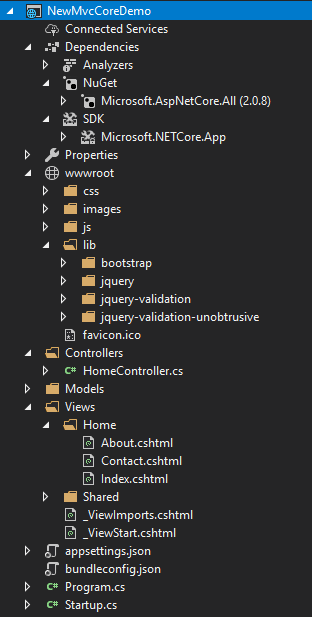 NewMvcCoreDemo
Connected Services
Dependencies
Analyzers
NuGet
Microsoft.AspNetCore.All (2.0.8)
SDK
Microsoft.NETCore.App
Properties
wwwroot
css
images
js
lib
bootstrap
jquery
jquery-validation
jquery-validation-unobtrusive
favicon.ico
Controllers
C# HomeController.cs
Models
Views
Home
About.cshtml
Contact.cshtml
Index.cshtml
Shared
_ViewImports.cshtml
_ViewStart.cshtml
appsettings.json
bundleconfig.json
C# Program.cs
C# Startup.cs